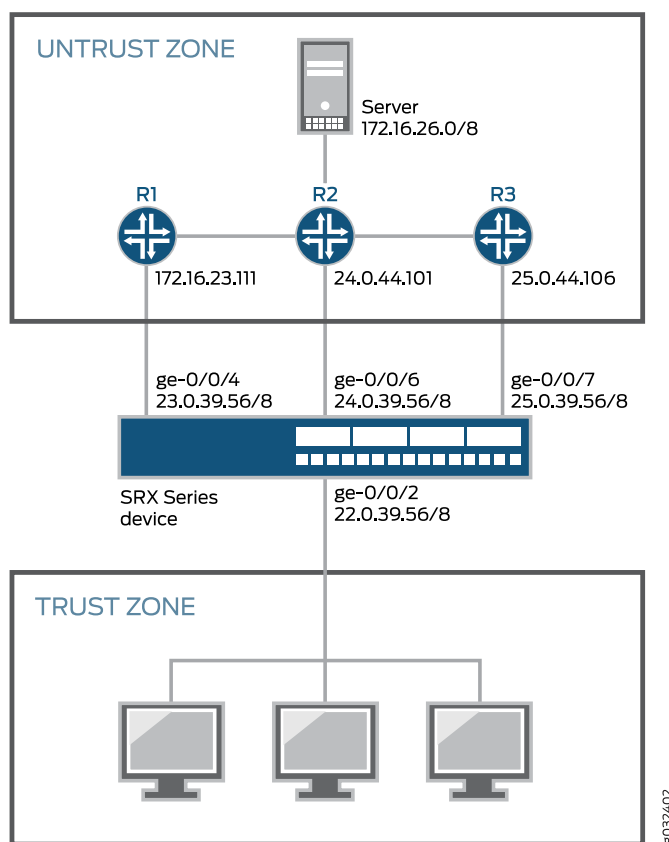 UNTRUST ZONE
Server
172.16.26.0/8
R1
R2
R3
172.16.23.111
24.0.44.101
25.0.44.106
ge-0/0/4
23.0.39.56/8
ge-0/0/6
24.0.39.56/8
ge-0/0/7
25.0.39.56/8
SRX Series
device
ge-0/0/2
22.0.39.56/8
TRUST ZONE
g032402